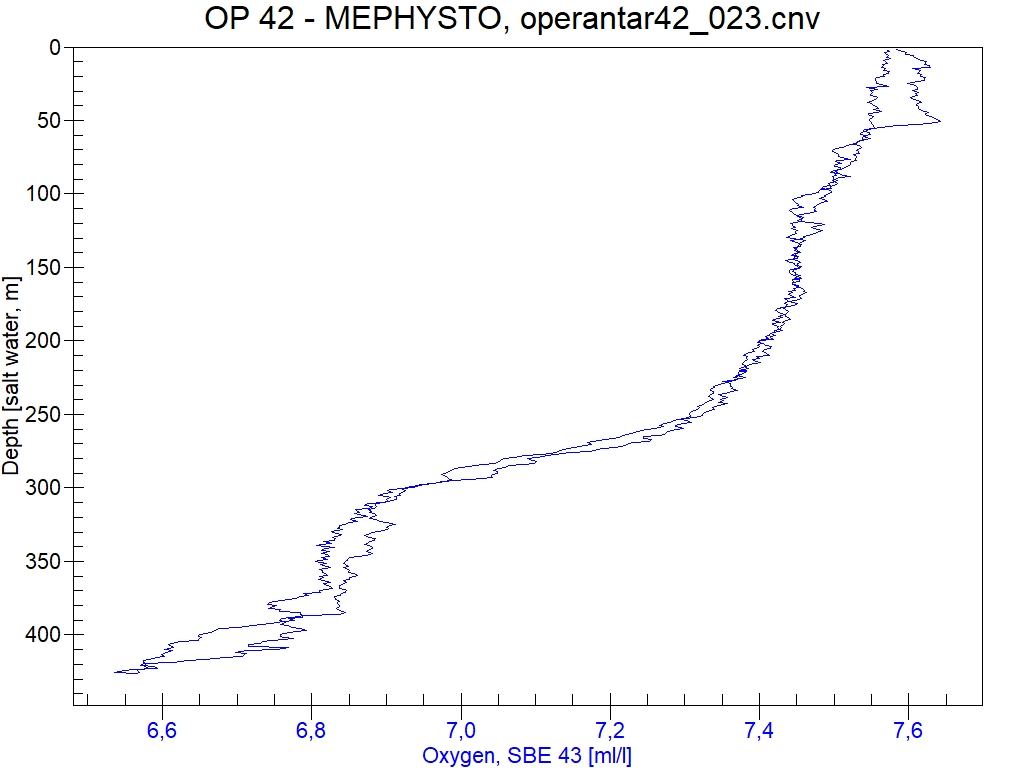 OP 42 - MEPHYSTO, operantar42_023.cnv
0
50
100
150
200
250
300
350
400
Depth [salt water, m]
6,6 6,8 7,0 7,2 7,4 7,6
Oxygen, SBE 43 [ml/l]